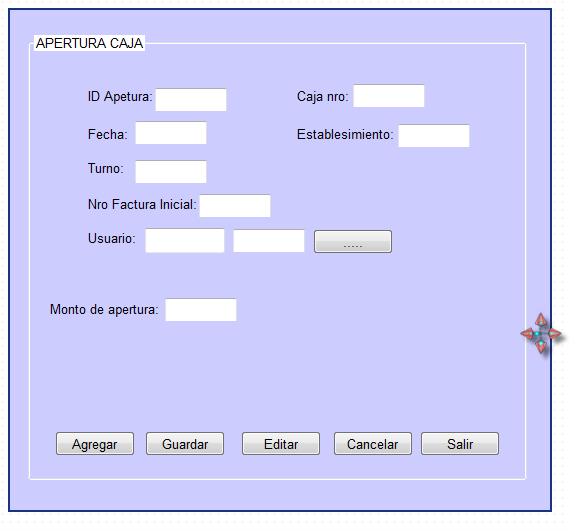 APERTURA CAJA
ID Apetura: Caja nro:
Fecha: Establesimiento:
Turno:
Nro Factura Inicial:
Usuario: .....
Monto de apertura:
Agregar Guardar Editar Cancelar Salir